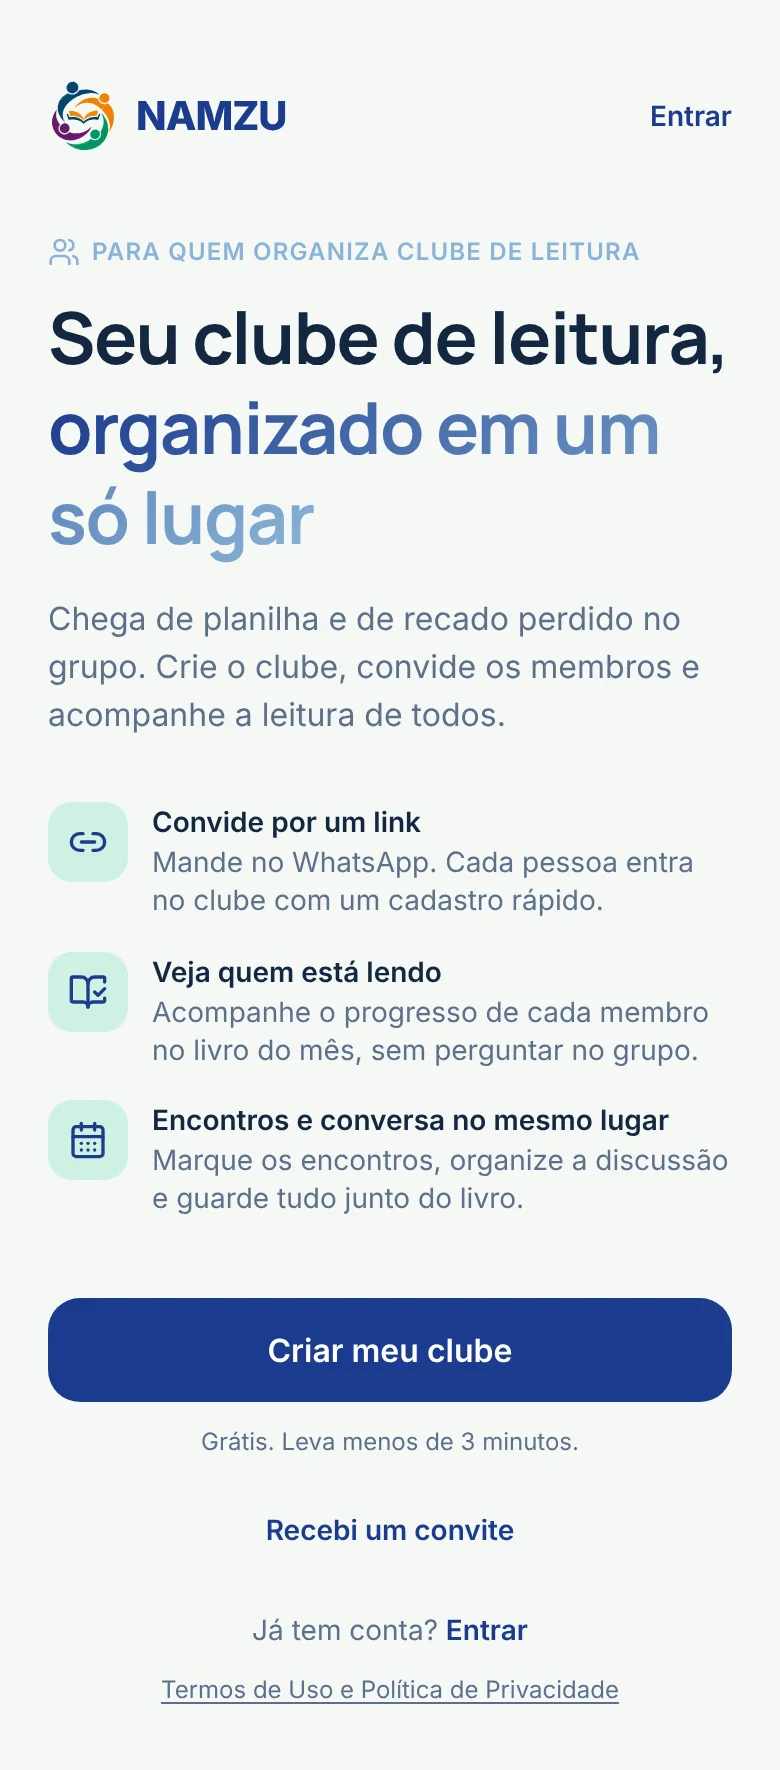 NAMZU
Entrar
PARA QUEM ORGANIZA CLUBE DE LEITURA
Seu clube de leitura,
organizado em um
só lugar
Chega de planilha e de recado perdido no
grupo. Crie o clube, convide os membros e
acompanhe a leitura de todos.
Convide por um link
Mande no WhatsApp. Cada pessoa entra
no clube com um cadastro rápido.
Veja quem está lendo
Acompanhe o progresso de cada membro
no livro do mês, sem perguntar no grupo.
Encontros e conversa no mesmo lugar
Marque os encontros, organize a discussão
e guarde tudo junto do livro.
Criar meu clube
Grátis. Leva menos de 3 minutos.
Recebi um convite
Já tem conta? Entrar
Termos de Uso e Política de Privacidade